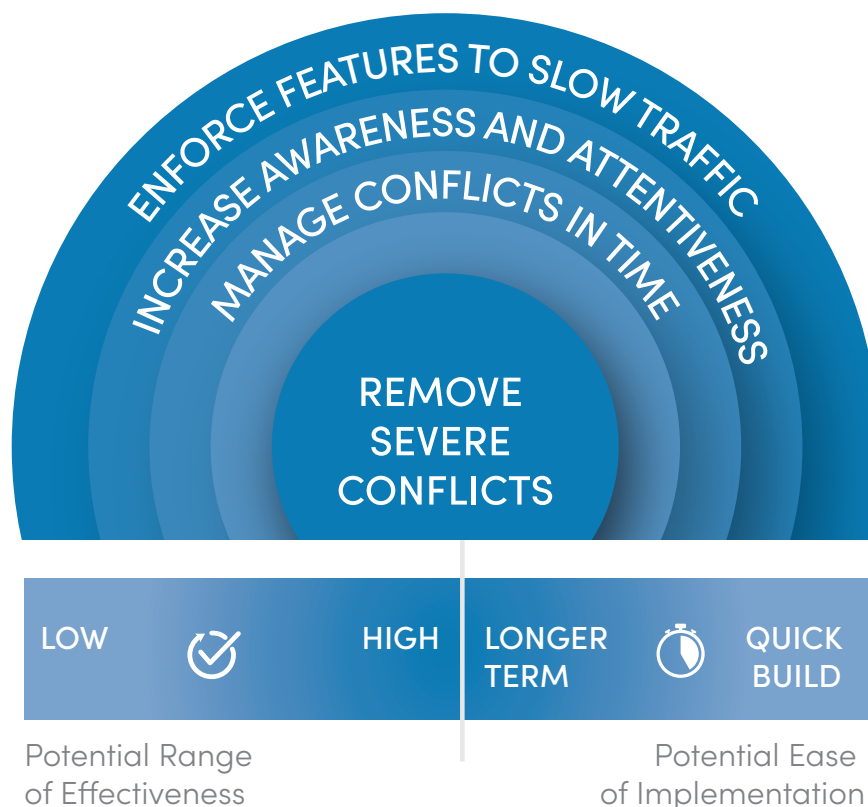 ENFORCE FEATURES TO SLOW TRAFFIC
INCREASE AWARENESS AND ATTENTIVENESS
MANAGE CONFLICTS IN TIME
REMOVE
SEVERE
CONFLICTS
LOW
HIGH
LONGER
TERM
QUICK
BUILD
Potential Range
of Effectiveness
Potential Ease
of Implementation